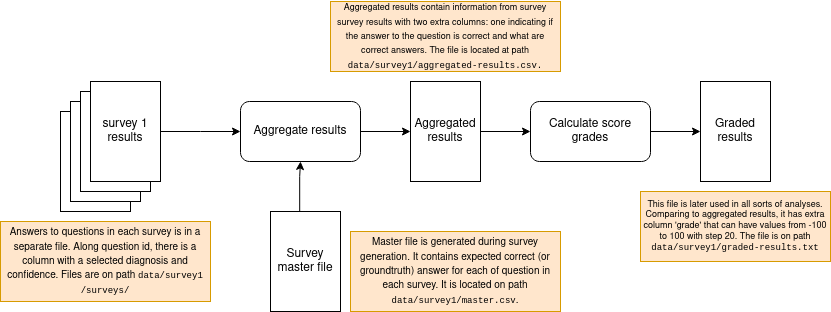 Aggregated results contain information from survey
survey results with two extra columns: one indicating if
the answer to the question is correct and what are
correct answers. The file is located at path
data/survey1/aggregated-results.csv.
survey 1
results
Aggregate results
Aggregated
results
Calculate score
grades
Graded
results
Answers to questions in each survey is in a
separate file. Along question id, there is a
column with a selected diagnosis and
confidence. Files are on path data/survey1
/surveys/
Survey
master file
Master file is generated during survey
generation. It contains expected correct (or
groundtruth) answer for each of question in
each survey. It is located on path
data/survey1/master.csv.
This file is later used in all sorts of analyses.
Comparing to aggregated results, it has extra
column 'grade' that can have values from -100
to 100 with step 20. The file is on path
data/survey1/graded-results.txt